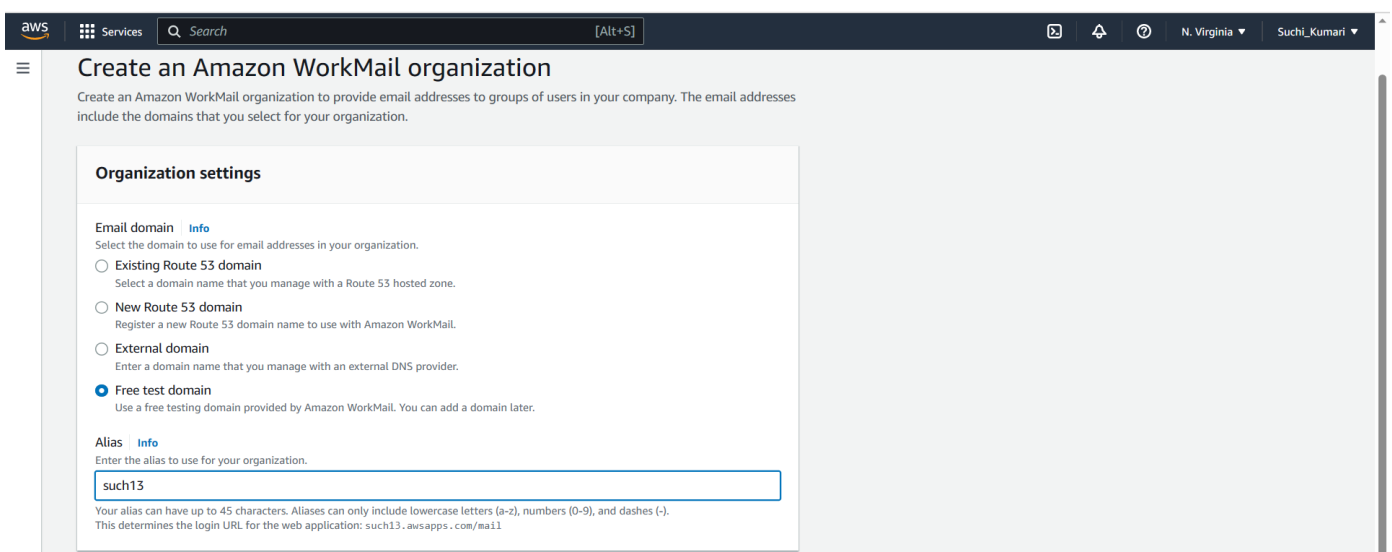 aws Services Search [Alt+S] N. Virginia ▼ Suchi_Kumari ▼
Create an Amazon WorkMail organization
Create an Amazon WorkMail organization to provide email addresses to groups of users in your company. The email addresses
include the domains that you select for your organization.
Organization settings
Email domain Info
Select the domain to use for email addresses in your organization.
Existing Route 53 domain
Select a domain name that you manage with a Route 53 hosted zone.
New Route 53 domain
Register a new Route 53 domain name to use with Amazon WorkMail.
External domain
Enter a domain name that you manage with an external DNS provider.
Free test domain
Use a free testing domain provided by Amazon WorkMail. You can add a domain later.
Alias Info
Enter the alias to use for your organization.
such13
Your alias can have up to 45 characters. Aliases can only include lowercase letters (a-z), numbers (0-9), and dashes (-).
This determines the login URL for the web application: such13.awsapps.com/mail